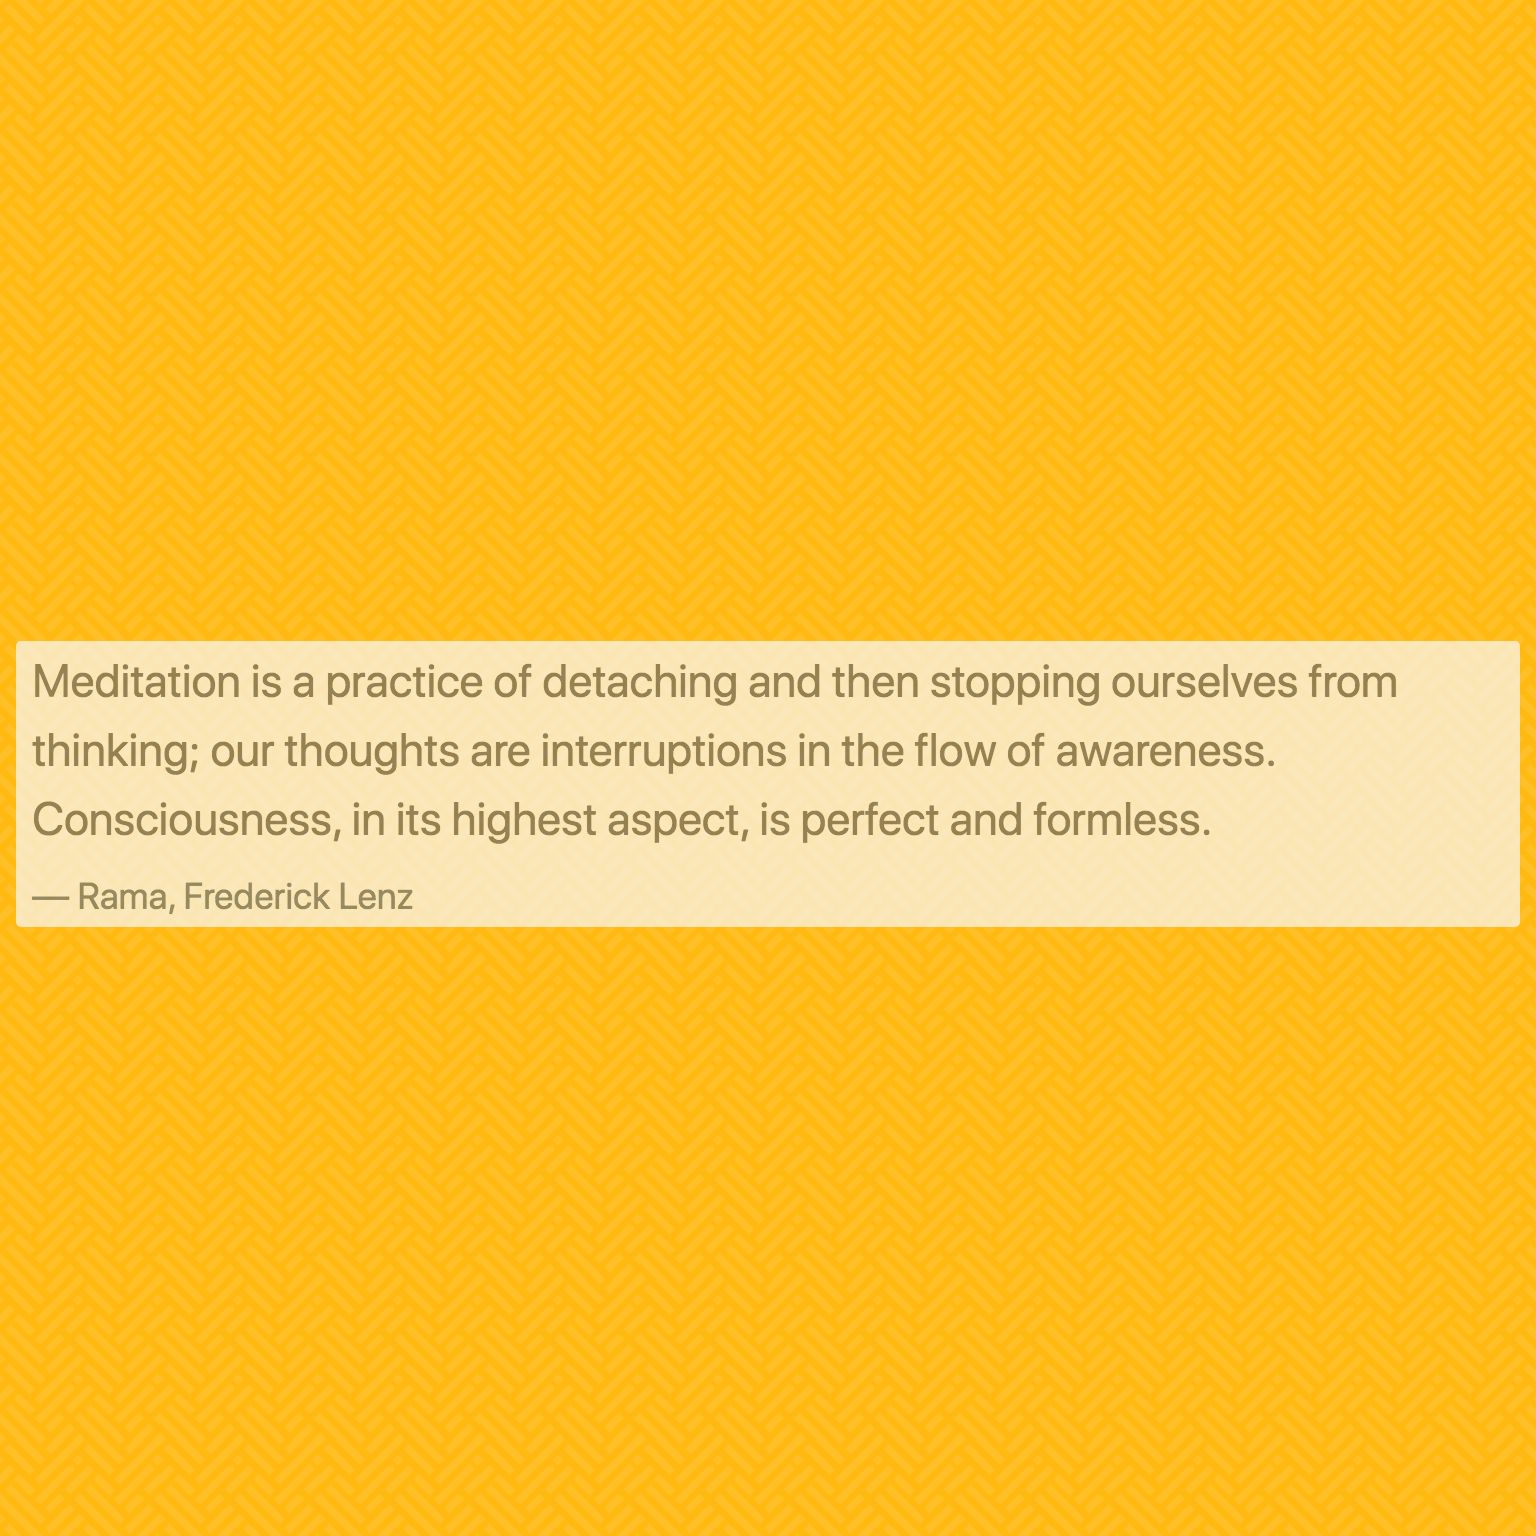 Meditation is a practice of detaching and then stopping ourselves from
thinking; our thoughts are interruptions in the flow of awareness.
Consciousness, in its highest aspect, is perfect and formless.
— Rama, Frederick Lenz